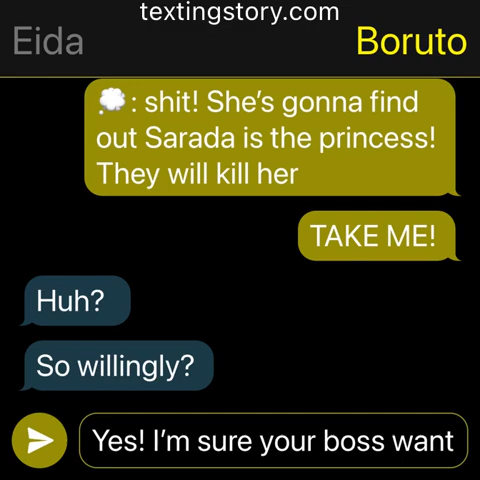 textingstory.com
Eida
Boruto
💭: shit! She's gonna find
out Sarada is the princess!
They will kill her
TAKE ME!
Huh?
So willingly?
Yes! I'm sure your boss want